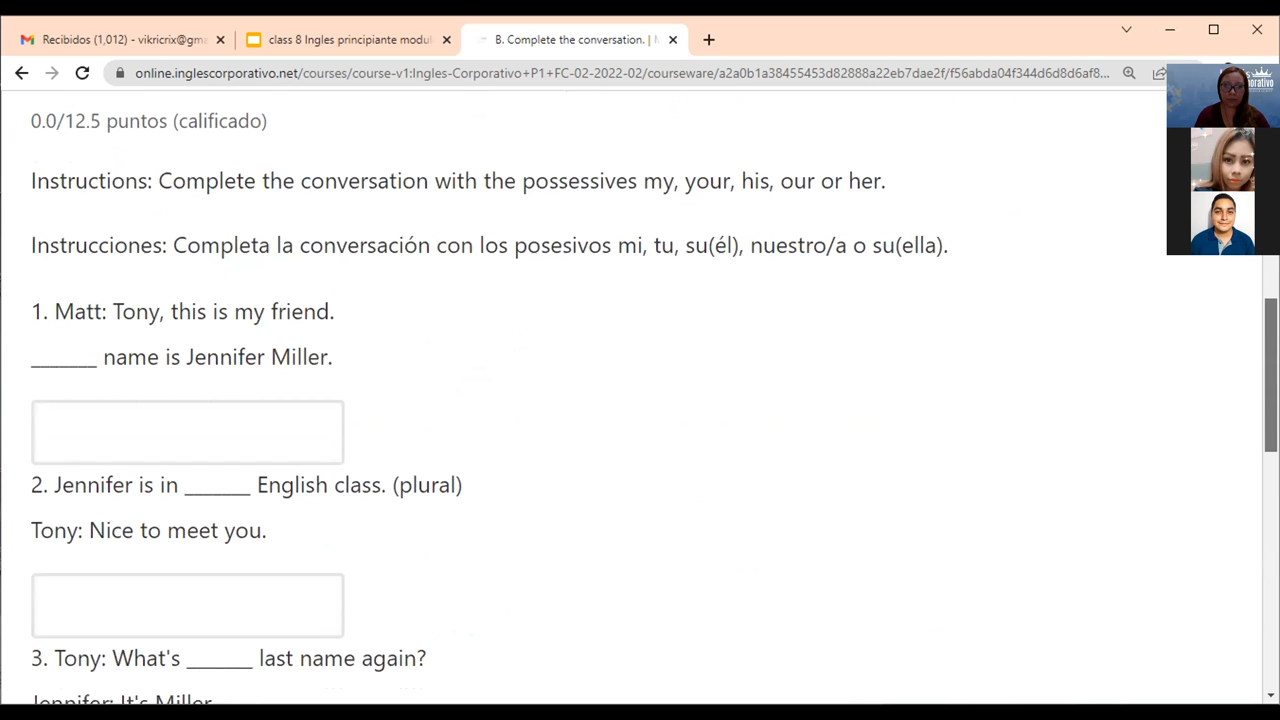 Recibidos (1,012) - vikricrix@gma
class 8 Ingles principiante modul
B. Complete the conversation. |
online.inglescorporativo.net/courses/course-v1:Ingles-Corporativo+P1+FC-02-2022-02/courseware/a2a0b1a38455453d82888a22eb7dae2f/f56abda04f344d6d8d6af8...
0.0/12.5 puntos (calificado)
Instructions: Complete the conversation with the possessives my, your, his, our or her.
Instrucciones: Completa la conversación con los posesivos mi, tu, su(él), nuestro/a o su(ella).
1. Matt: Tony, this is my friend.
_______ name is Jennifer Miller.
2. Jennifer is in _______ English class. (plural)
Tony: Nice to meet you.
3. Tony: What's _______ last name again?
Jennifer: It's Miller